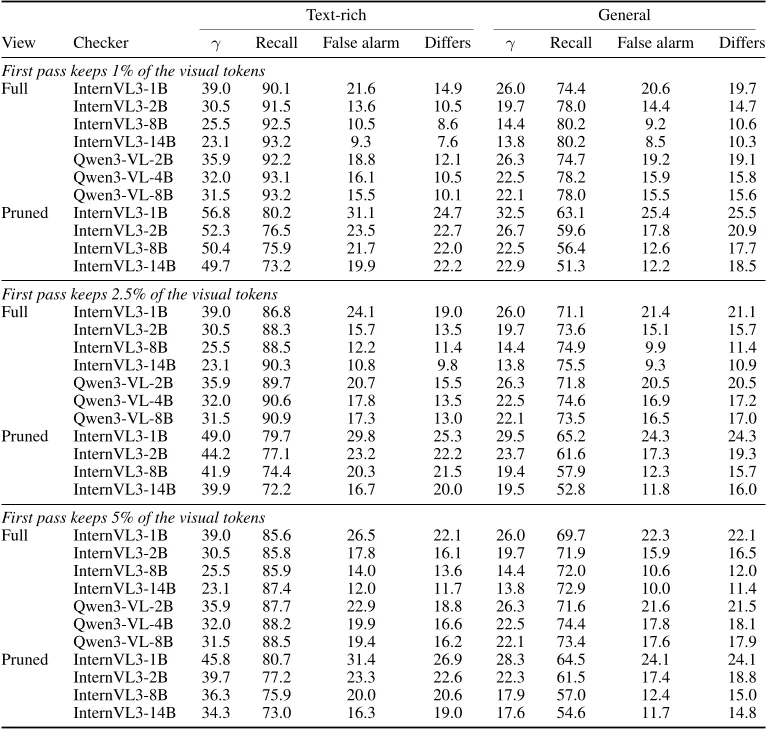 Text-rich General
View Checker γ Recall False alarm Differs γ Recall False alarm Differs
First pass keeps 1% of the visual tokens
Full InternVL3-1B 39.0 90.1 21.6 14.9 26.0 74.4 20.6 19.7
InternVL3-2B 30.5 91.5 13.6 10.5 19.7 78.0 14.4 14.7
InternVL3-8B 25.5 92.5 10.5 8.6 14.4 80.2 9.2 10.6
InternVL3-14B 23.1 93.2 9.3 7.6 13.8 80.2 8.5 10.3
Qwen3-VL-2B 35.9 92.2 18.8 12.1 26.3 74.7 19.2 19.1
Qwen3-VL-4B 32.0 93.1 16.1 10.5 22.5 78.2 15.9 15.8
Qwen3-VL-8B 31.5 93.2 15.5 10.1 22.1 78.0 15.5 15.6
Pruned InternVL3-1B 56.8 80.2 31.1 24.7 32.5 63.1 25.4 25.5
InternVL3-2B 52.3 76.5 23.5 22.7 26.7 59.6 17.8 20.9
InternVL3-8B 50.4 75.9 21.7 22.0 22.5 56.4 12.6 17.7
InternVL3-14B 49.7 73.2 19.9 22.2 22.9 51.3 12.2 18.5
First pass keeps 2.5% of the visual tokens
Full InternVL3-1B 39.0 86.8 24.1 19.0 26.0 71.1 21.4 21.1
InternVL3-2B 30.5 88.3 15.7 13.5 19.7 73.6 15.1 15.7
InternVL3-8B 25.5 88.5 12.2 11.4 14.4 74.9 9.9 11.4
InternVL3-14B 23.1 90.3 10.8 9.8 13.8 75.5 9.3 10.9
Qwen3-VL-2B 35.9 89.7 20.7 15.5 26.3 71.8 20.5 20.5
Qwen3-VL-4B 32.0 90.6 17.8 13.5 22.5 74.6 16.9 17.2
Qwen3-VL-8B 31.5 90.9 17.3 13.0 22.1 73.5 16.5 17.0
Pruned InternVL3-1B 49.0 79.7 29.8 25.3 29.5 65.2 24.3 24.3
InternVL3-2B 44.2 77.1 23.2 22.2 23.7 61.6 17.3 19.3
InternVL3-8B 41.9 74.4 20.3 21.5 19.4 57.9 12.3 15.7
InternVL3-14B 39.9 72.2 16.7 20.0 19.5 52.8 11.8 16.0
First pass keeps 5% of the visual tokens
Full InternVL3-1B 39.0 85.6 26.5 22.1 26.0 69.7 22.3 22.1
InternVL3-2B 30.5 85.8 17.8 16.1 19.7 71.9 15.9 16.5
InternVL3-8B 25.5 85.9 14.0 13.6 14.4 72.0 10.6 12.0
InternVL3-14B 23.1 87.4 12.0 11.7 13.8 72.9 10.0 11.4
Qwen3-VL-2B 35.9 87.7 22.9 18.8 26.3 71.6 21.6 21.5
Qwen3-VL-4B 32.0 88.2 19.9 16.6 22.5 74.4 17.8 18.1
Qwen3-VL-8B 31.5 88.5 19.4 16.2 22.1 73.4 17.6 17.9
Pruned InternVL3-1B 45.8 80.7 31.4 26.9 28.3 64.5 24.1 24.1
InternVL3-2B 39.7 77.2 23.3 22.6 22.3 61.5 17.4 18.8
InternVL3-8B 36.3 75.9 20.0 20.6 17.9 57.0 12.4 15.0
InternVL3-14B 34.3 73.0 16.3 19.0 17.6 54.6 11.7 14.8